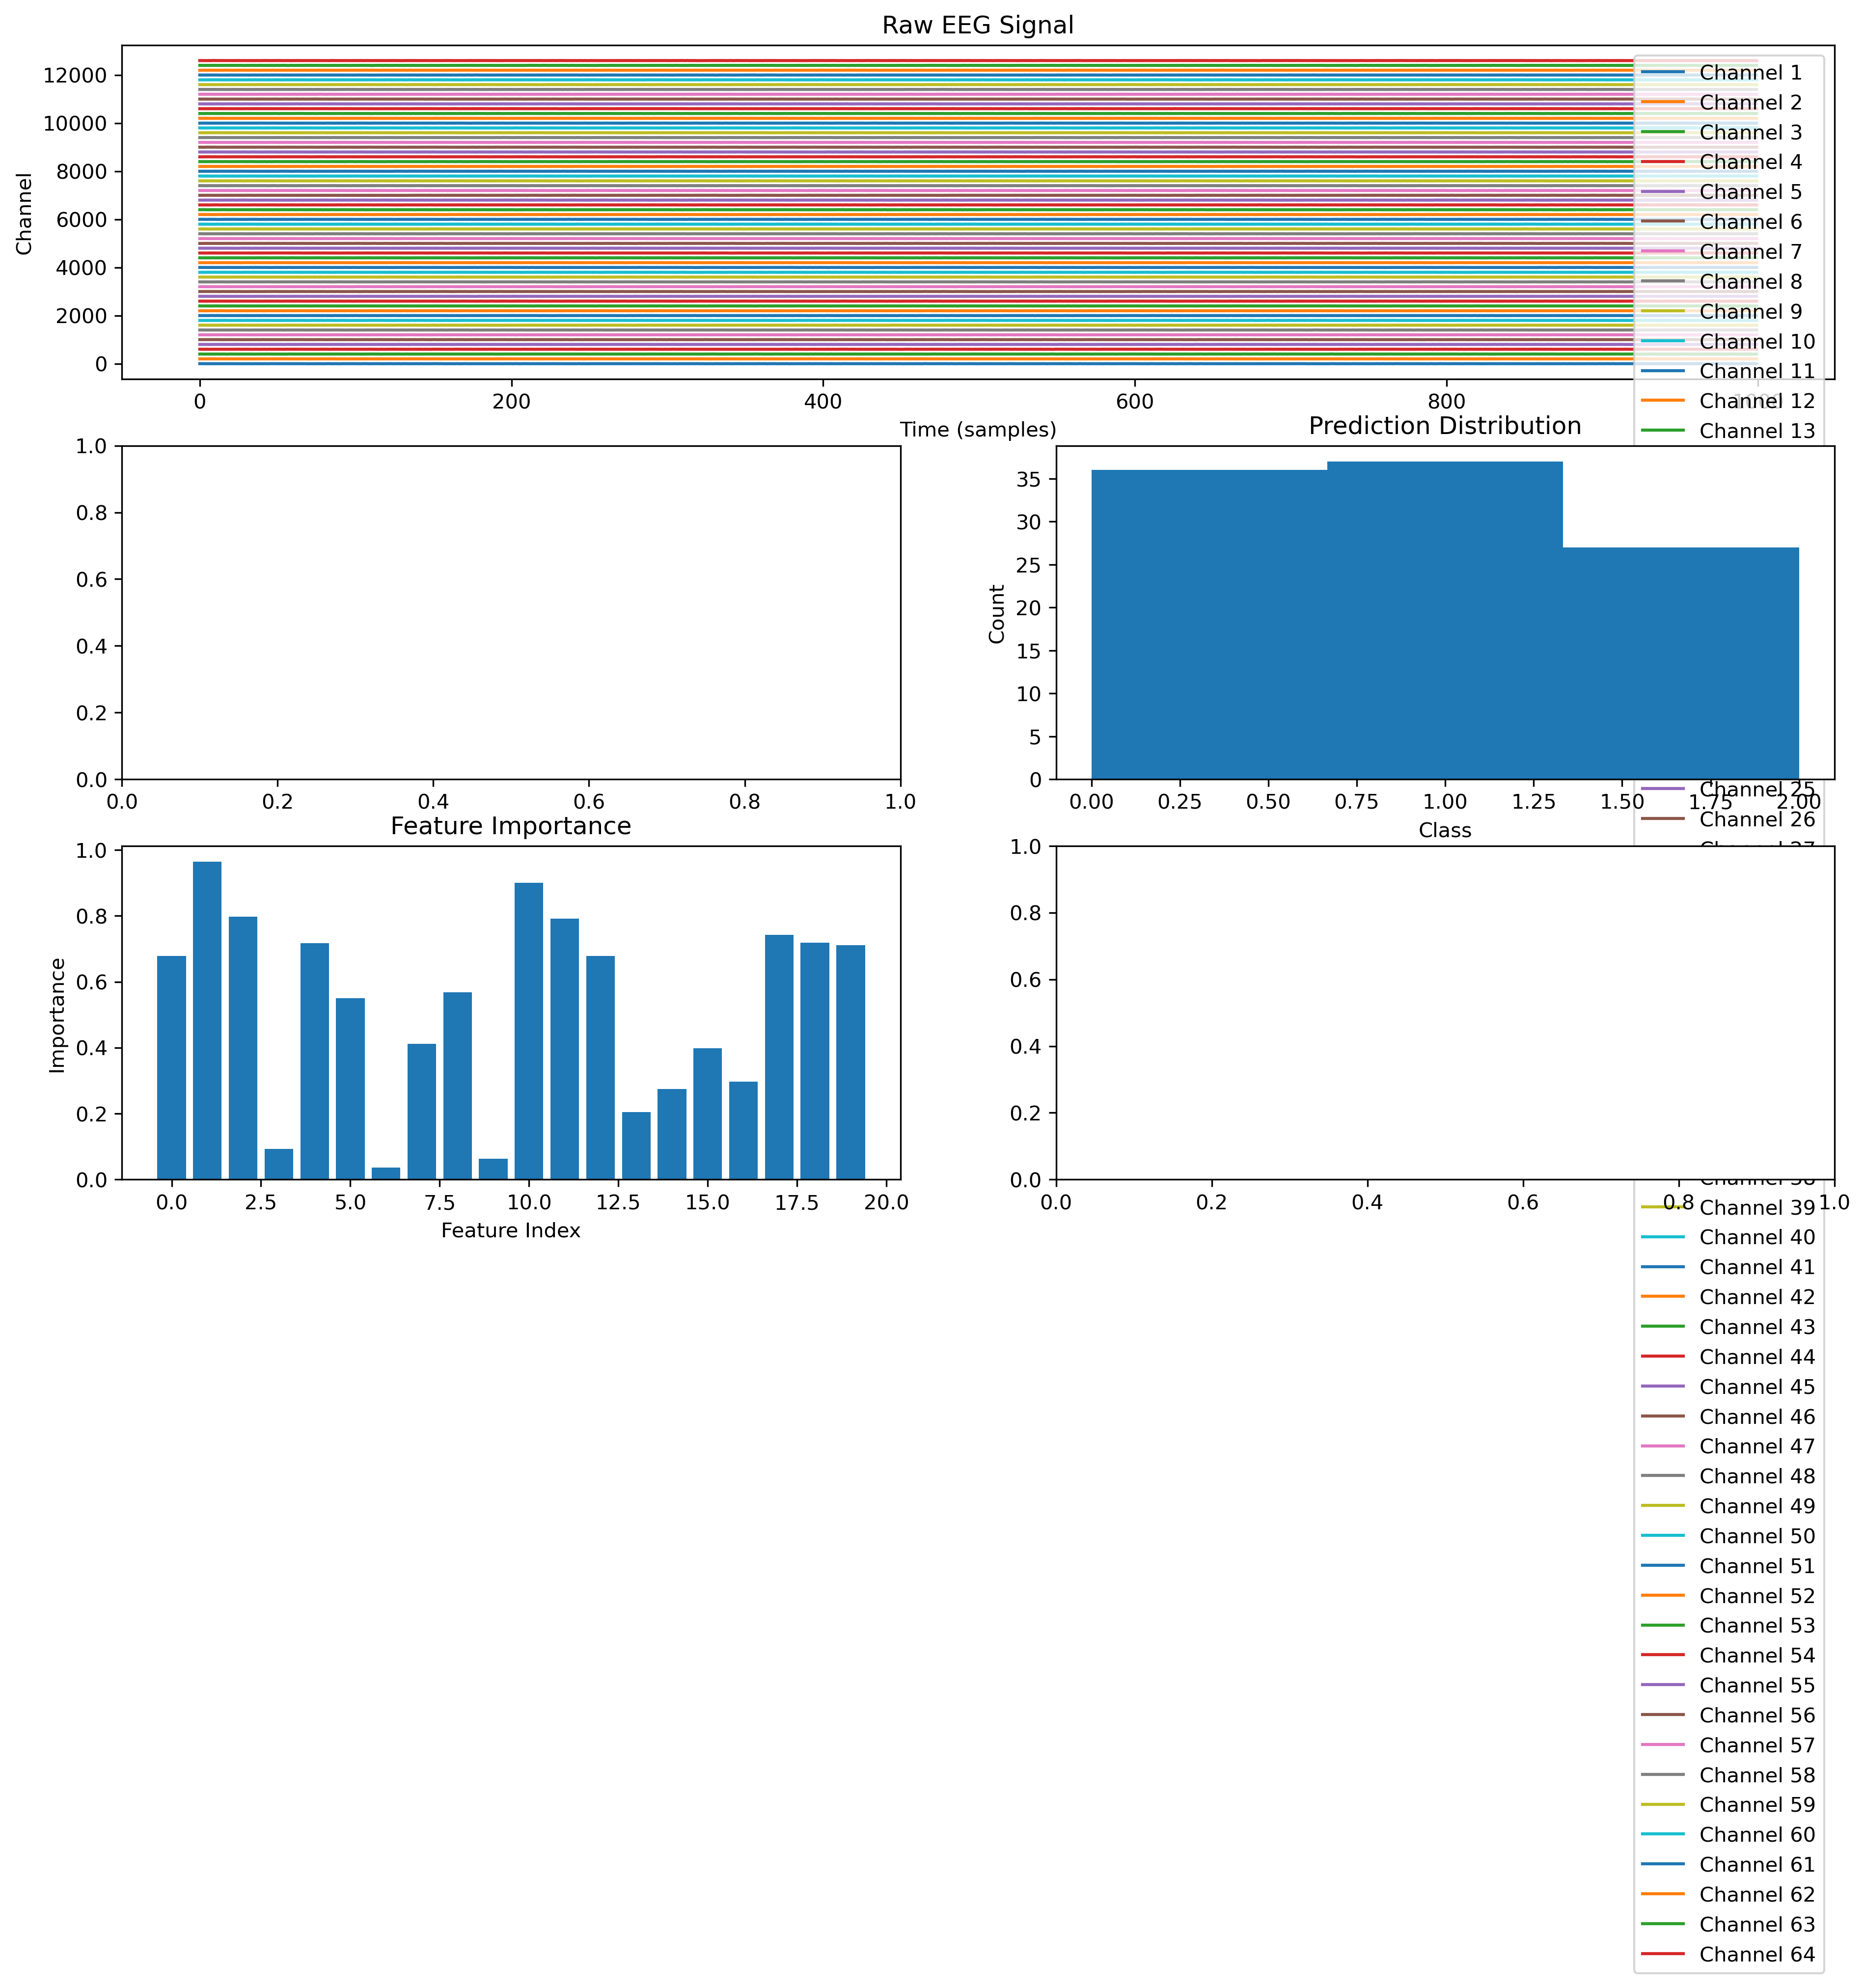 Raw EEG Signal
Channel
12000
10000
8000
6000
4000
2000
0
0
200
400
600
800
Time (samples)
Channel 1
Channel 2
Channel 3
Channel 4
Channel 5
Channel 6
Channel 7
Channel 8
Channel 9
Channel 10
Channel 11
Channel 12
Channel 13
1.0
0.8
0.6
0.4
0.2
0.0
0.0
0.2
0.4
0.6
0.8
1.0
Prediction Distribution
Count
35
30
25
20
15
10
5
0
0.00
0.25
0.50
0.75
1.00
1.25
1.50
1.75
2.00
Class
Channel 25
Channel 26
Channel 27
Feature Importance
Importance
1.0
0.8
0.6
0.4
0.2
0.0
0.0
2.5
5.0
7.5
10.0
12.5
15.0
17.5
20.0
Feature Index
1.0
0.8
0.6
0.4
0.2
0.0
0.0
0.2
0.4
0.6
0.8
1.0
Channel 38
Channel 39
Channel 40
Channel 41
Channel 42
Channel 43
Channel 44
Channel 45
Channel 46
Channel 47
Channel 48
Channel 49
Channel 50
Channel 51
Channel 52
Channel 53
Channel 54
Channel 55
Channel 56
Channel 57
Channel 58
Channel 59
Channel 60
Channel 61
Channel 62
Channel 63
Channel 64